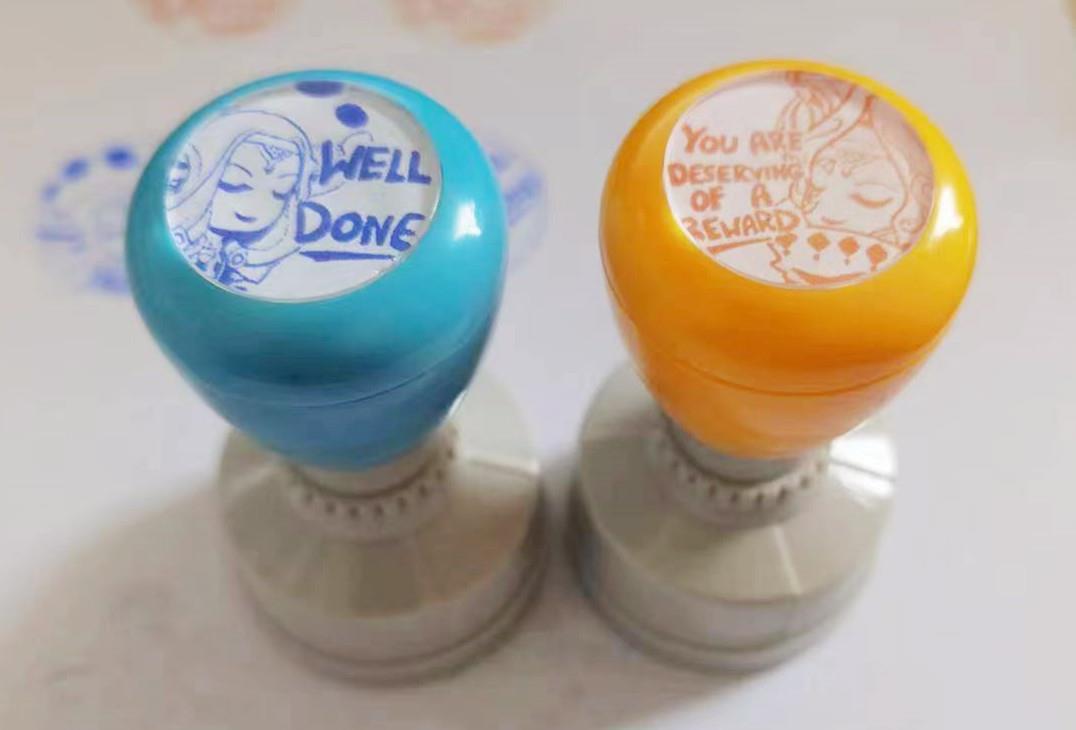 WELL
DONE
YOU ARE
DESERVING
OF A
REWARD